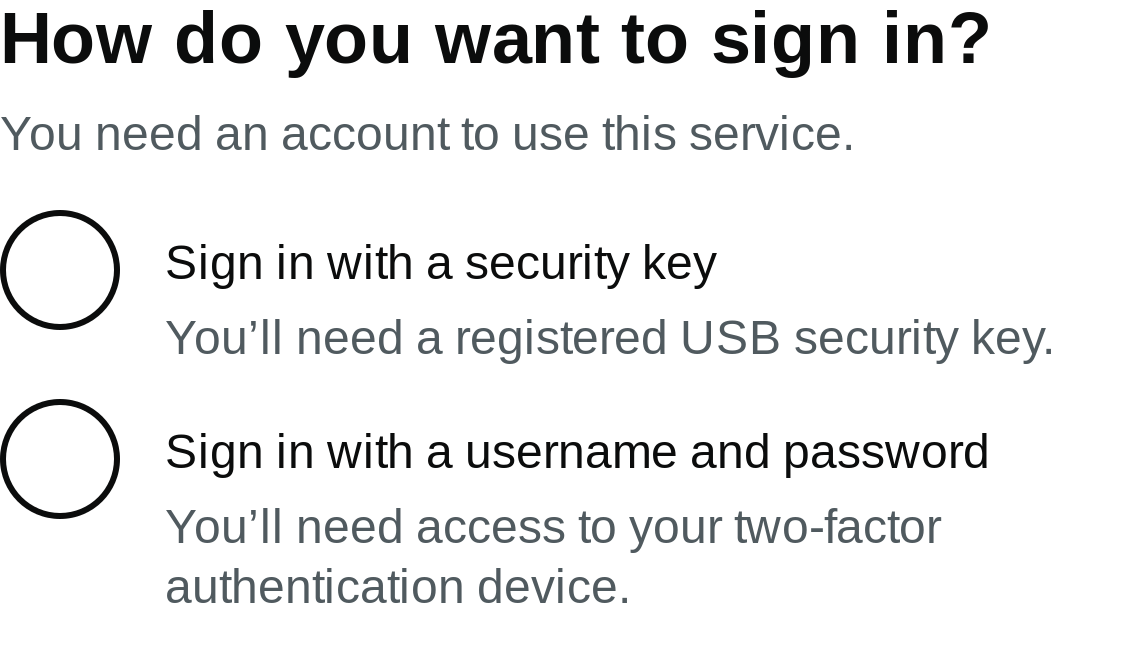 How do you want to sign in?
You need an account to use this service.
Sign in with a security key
You’ll need a registered USB security key.
Sign in with a username and password
You’ll need access to your two-factor
authentication device.